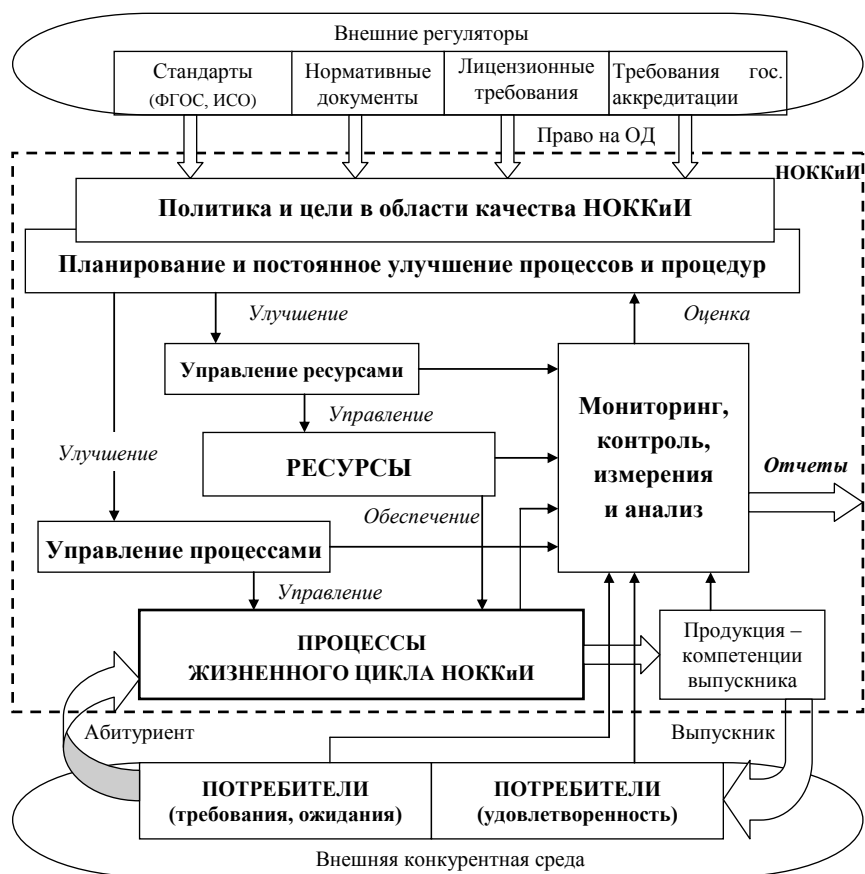 Внешние регуляторы
Стандарты
(ФГОС, ИСО)
Нормативные
документы
Лицензионные
требования
Требования гос.
аккредитации
Право на ОД
НОККиИ
Политика и цели в области качества НОККиИ
Планирование и постоянное улучшение процессов и процедур
Улучшение
Оценка
Управление ресурсами
Управление
Мониторинг,
контроль,
измерения
и анализ
Улучшение
РЕСУРСЫ
Отчеты
Обеспечение
Управление процессами
Управление
ПРОЦЕССЫ
ЖИЗНЕННОГО ЦИКЛА НОККиИ
Продукция –
компетенции
выпускника
Абитуриент
Выпускник
ПОТРЕБИТЕЛИ
(требования, ожидания)
ПОТРЕБИТЕЛИ
(удовлетворенность)
Внешняя конкурентная среда